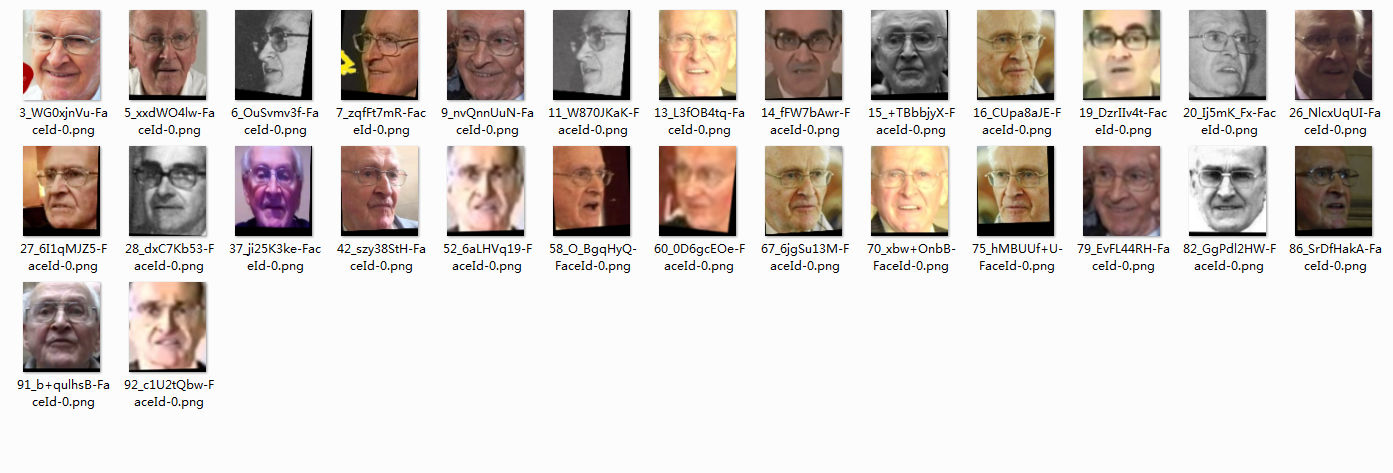 3_WG0xjnVu-Fa
ceId-0.png
5_xxdWO4lw-Fa
ceId-0.png
6_OuSvmv3f-Fa
ceId-0.png
7_zqfFt7mR-Fac
eId-0.png
9_nvQnnUuN-F
aceId-0.png
11_W870JKaK-F
aceId-0.png
13_L3fOB4tq-Fa
ceId-0.png
14_fFW7bAwr-F
aceId-0.png
15_+TBbbjyX-F
aceId-0.png
16_CUpa8aJE-F
aceId-0.png
19_DzrIIv4t-Fac
eId-0.png
20_Ij5mK_Fx-Fac
eId-0.png
26_NlcxUqUI-Fa
ceId-0.png
27_6I1qMJZ5-F
aceId-0.png
28_dxC7Kb53-F
aceId-0.png
37_ji25K3ke-Fac
eId-0.png
42_szy38StH-Fa
ceId-0.png
52_6aLHVq19-F
aceId-0.png
58_O_BgqHyQ-
FaceId-0.png
60_0D6gcEOe-F
aceId-0.png
67_6jgSu13M-F
aceId-0.png
70_xbw+OnbB-
FaceId-0.png
75_hMBUUf+U-
FaceId-0.png
79_EvFL44RH-Fa
ceId-0.png
82_GgPdl2HW-F
aceId-0.png
86_SrDfHakA-Fa
ceId-0.png
91_b+qulhsB-Fa
ceId-0.png
92_c1U2tQbw-F
aceId-0.png